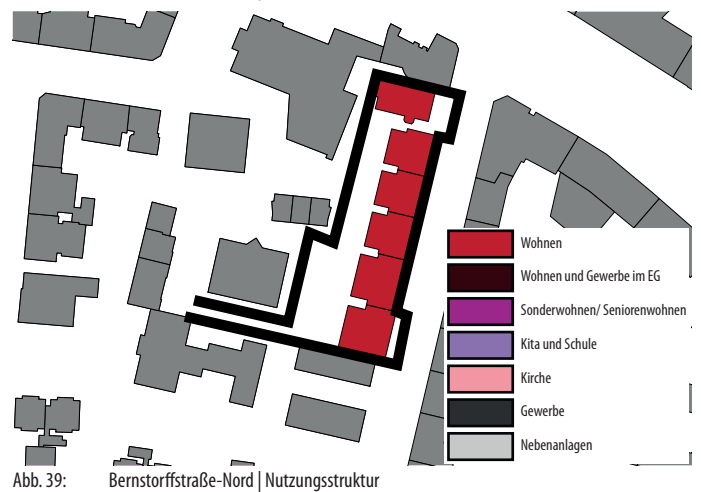 Wohnen
Wohnen und Gewerbe im EG
Sonderwohnen/ Seniorenwohnen
Kita und Schule
Kirche
Gewerbe
Nebenanlagen
Abb. 39: Bernstorffstraße-Nord | Nutzungsstruktur